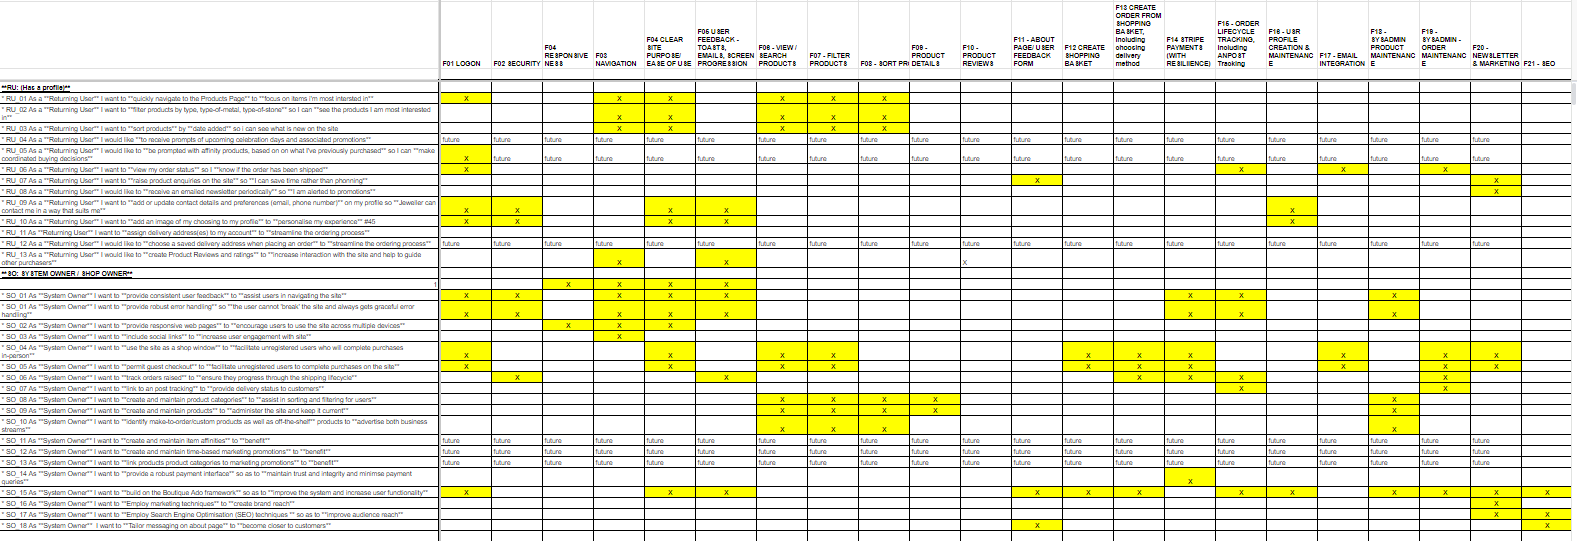 F01 LOGON F02 SECURITY F04 RESPONSIVE NESS F03 NAVIGATION F04 CLEAR SITE PURPOSE/ EASE OF USE F05 USER FEEDBACK - TOASTS, EMAILS, SCREEN PROGRESSION F06 - VIEW / SEARCH PRODUCTS F07 - FILTER PRODUCTS F08 - SORT PR F09 - PRODUCT DETAILS F10 - PRODUCT REVIEWS F11 - ABOUT PAGE/ USER FEEDBACK FORM F12 CREATE SHOPPING BASKET F13 CREATE ORDER FROM SHOPPING BASKET, Including choosing delivery method F14 STRIPE PAYMENTS (WITH RESILIENCE) F15 - ORDER LIFECYCLE TRACKING, Including ANPOST Tracking F16 - USR PROFILE CREATION & MAINTENANC E F17 - EMAIL INTEGRATION F18 - SYSADMIN PRODUCT MAINTENANC E F19 - SYSADMIN - ORDER MAINTENANC E F20 - NEWSLETTER & MARKETING F21 - SEO
**RU: (Has a profile)**
* RU_01 As a **Returning User** I want to **quickly navigate to the Products Page** to **focus on items I'm most intersted in** X X X X X X
* RU_02 As a **Returning User** I want to **filter products by type, type-of-metal, type-of-stone** so I can **see the products I am most interested
in** X X X X X
* RU_03 As a **Returning User** I want to **sort products** by **date added** so i can see what is new on the site X X X X X
* RU_04 As a **Returning User** I would like **to receive prompts of upcoming celebration days and associated promotions** future future future future future future future future future future future future future future future future future future future future future
* RU_05 As a **Returning User** I would like to **be prompted with affinity products, based on on what I've previously purchased** so I can **make
coordinated buying decisions** X future future future future future future future future future future future future future future future future future future future future
* RU_06 As a **Returning User** I want to **view my order status** so I **know if the order has been shipped** X X X X
* RU_07 As a **Returning User** I want to **raise product enquiries on the site** so **I can save time rather than phonning** X X
* RU_08 As a **Returning User** I would like to **receive an emailed newsletter periodically** so **I am alerted to promotions** X
* RU_09 As a **Returning User** I want to **add or update contact details and preferences (email, phone number)** on my profile so **Jeweller can
contact me in a way that suits me** X X X X X
* RU_10 As a **Returning User** I want to **add an image of my choosing to my profile** to **personalise my experience** #45 X X X X X
* RU_11 As **Returning User** I want to **assign delivery address(es) to my account** to **streamline the ordering process**
* RU_12 As a **Returning User** I would like to **choose a saved delivery address when placing an order** to **streamline the ordering process** future future future future future future future future future future future future future future future future future future future future future
* RU_13 As a **Returning User** I would like to **create Product Reviews and ratings** to **increase interaction with the site and help to guide
other purchasers** X X X
**SO: SYSTEM OWNER / SHOP OWNER**
1 X X X X
* SO_01 As **System Owner** I want to **provide consistent user feedback** to **assist users in navigating the site** X X X X X X X X
* SO_01 As **System Owner** I want to **provide robust error handling** so **the user cannot 'break' the site and always gets graceful error
handling** X X X X X X X X
* SO_02 As **System Owner** I want to **provide responsive web pages** to **encourage users to use the site across multiple devices** X X X
* SO_03 As **System Owner** I want to **include social links** to **increase user engagement with site** X
* SO_04 As **System Owner** I want to **use the site as a shop window** to **facilitate unregistered users who will complete purchases
in-person** X X X X X X X X X X
* SO_05 As **System Owner** I want to **permit guest checkout** to **facilitate unregistered users to complete purchases on the site** X X X X X X X X X X
* SO_06 As **System Owner** I want to **track orders raised** to **ensure they progress through the shipping lifecycle** X X X X X X
* SO_07 As **System Owner** I want to **link to an post tracking** to **provide delivery status to customers** X X
* SO_08 As **System Owner** I want to **create and maintain product categories** to **assist in sorting and filtering for users** X X X X X
* SO_09 As **System Owner** I want to **create and maintain products** to **administer the site and keep it current** X X X X X
* SO_10 As **System Owner** I want to **identify make-to-order/custom products as well as off-the-shelf** products to **advertise both business
streams** X X X X
* SO_11 As **System Owner** I want to **create and maintain item affinities** to **benefit** future future future future future future future future future future future future future future future future future future future future future
* SO_12 As **System Owner** I want to **create and maintain time-based marketing promotions** to **benefit** future future future future future future future future future future future future future future future future future future future future future
* SO_13 As **System Owner** I want to **link products product categories to marketing promotions** to **benefit** future future future future future future future future future future future future future future future future future future future future future
* SO_14 As **System Owner** I want to **provide a robust payment interface** so as to **maintain trust and integrity and minimse payment
queries** X
* SO_15 As **System Owner** I want to **build on the Boutique Ado framework** so as to **improve the system and increase user functionality** X X X X X X X X X X X X
* SO_16 As **System Owner** I want to **Employ marketing techniques** to **create brand reach** X
* SO_17 As **System Owner** I want to **Employ Search Engine Optimisation (SEO) techniques ** so as to **improve audience reach** X X
* SO_18 As **System Owner** I want to **Tailor messaging on about page** to **become closer to customers** X X